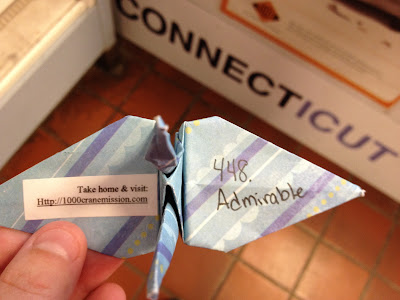 CONNECTICUT
Take home & visit:
Http://1000cranemission.com
448.
Admirable